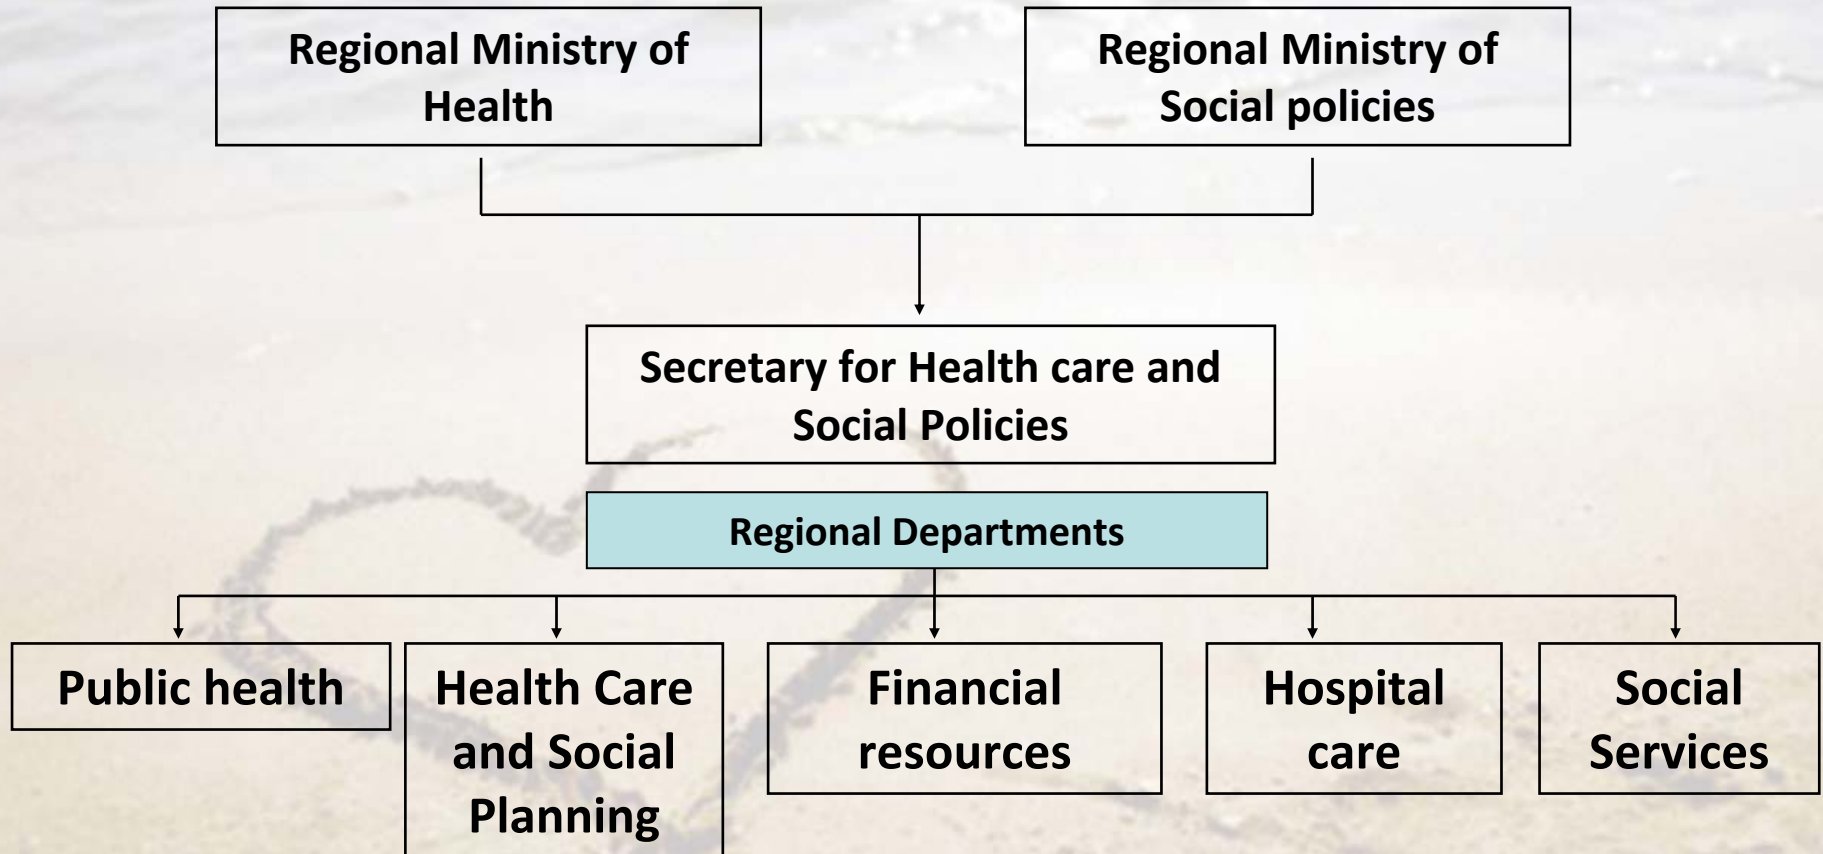 Regional Ministry of
Health
Regional Ministry of
Social policies
Secretary for Health care and
Social Policies
Regional Departments
Public health
Health Care
and Social
Planning
Financial
resources
Hospital
care
Social
Services